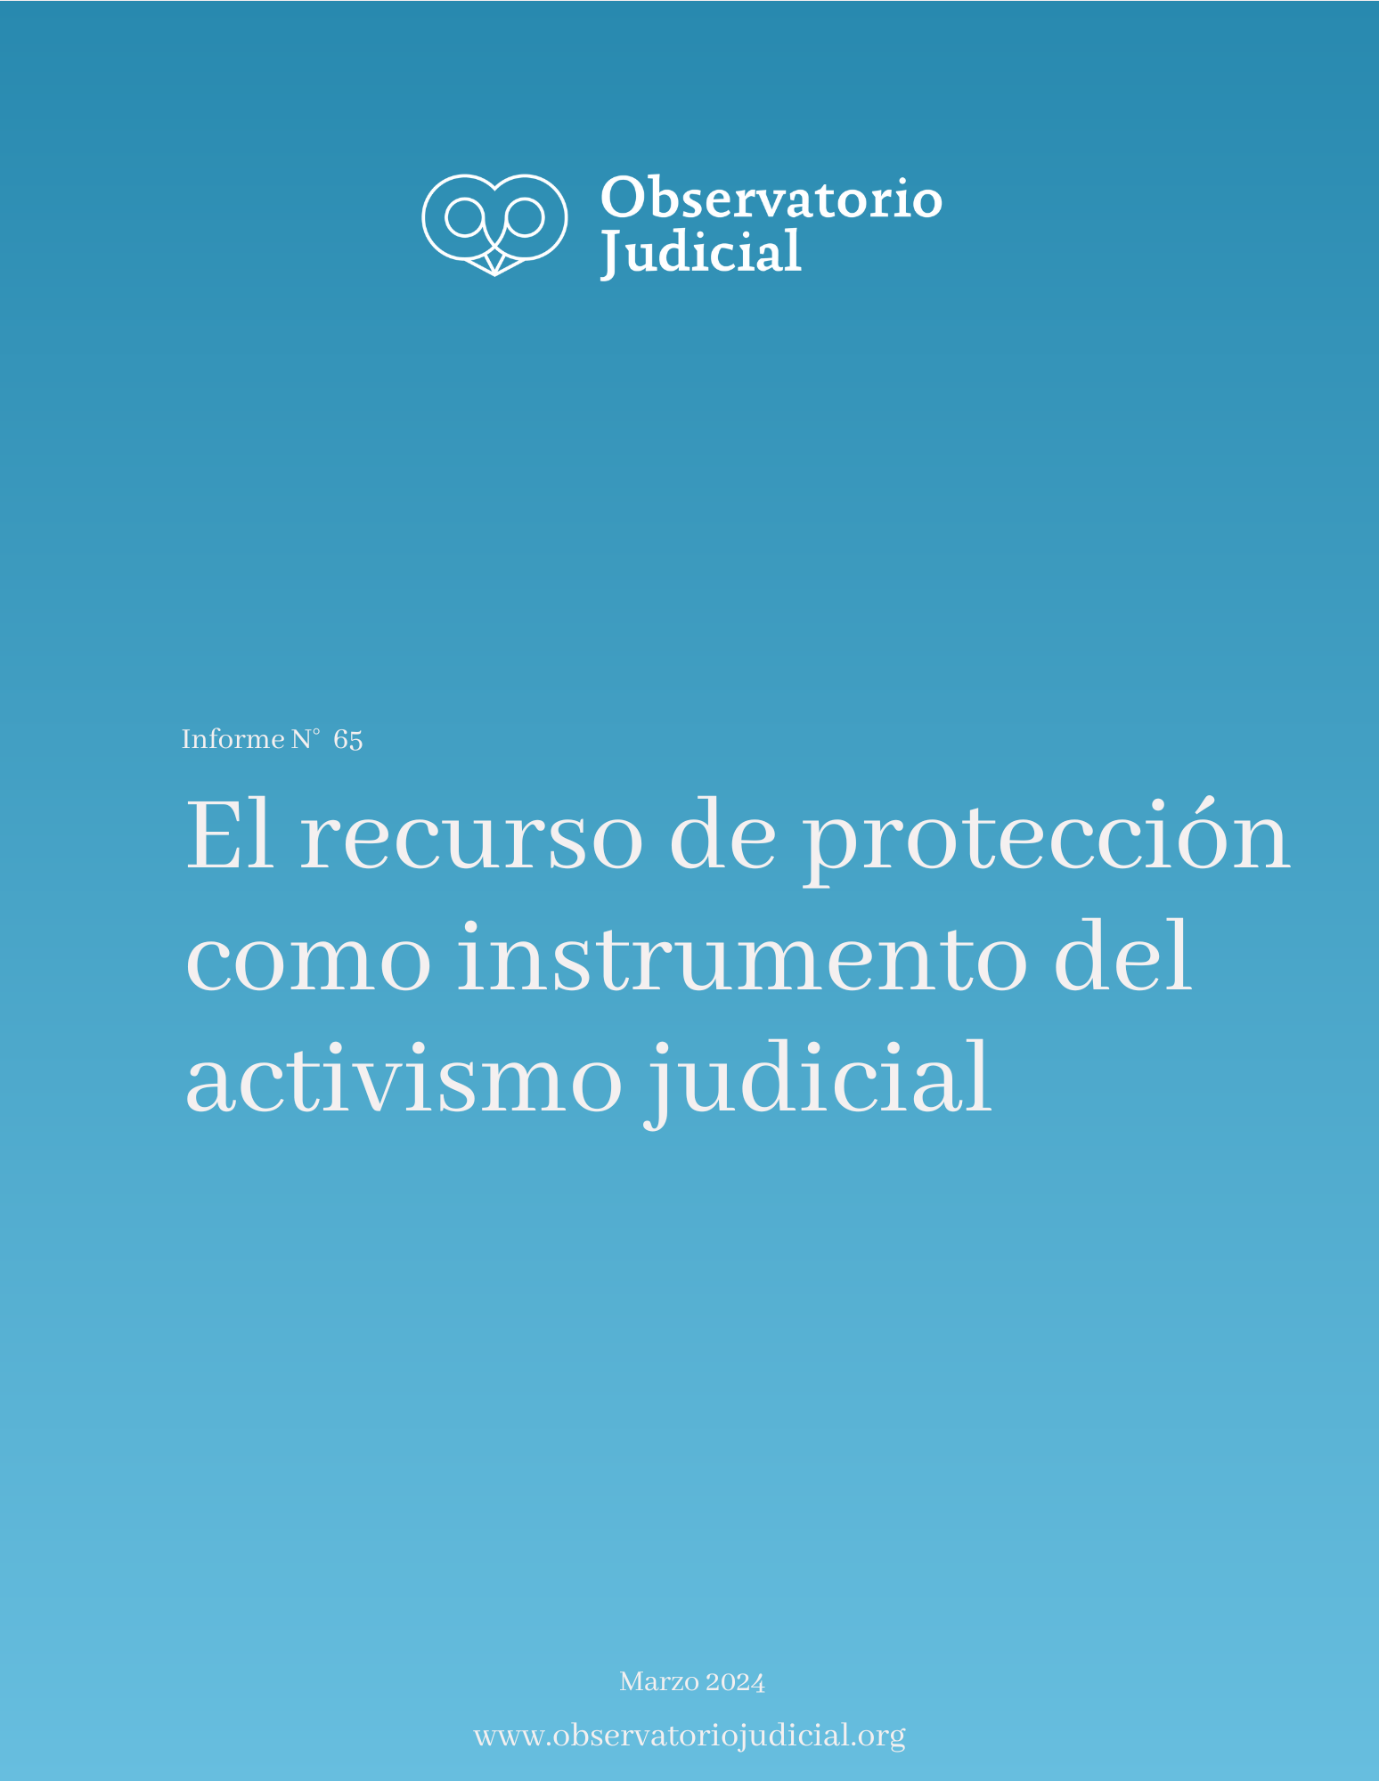 Observatorio
Judicial
Informe N° 65
El recurso de protección
como instrumento del
activismo judicial
Marzo 2024
www.observatoriojudicial.org